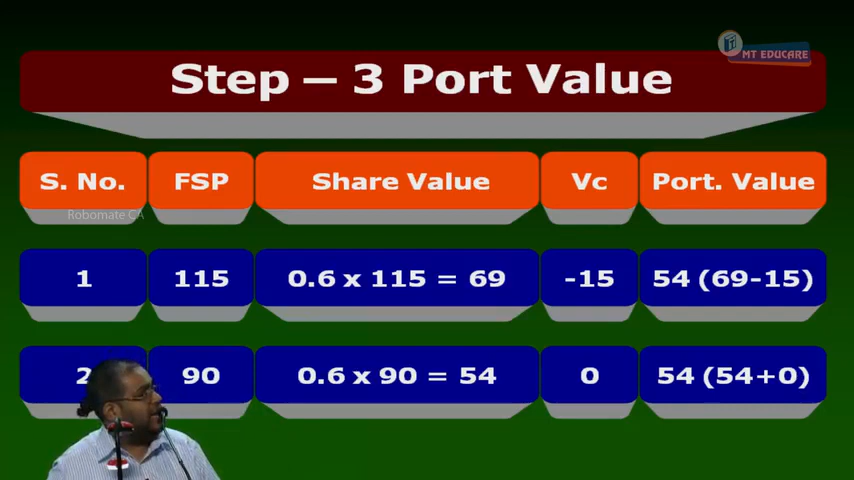 MT EDUCARE
Step – 3 Port Value
S. No. FSP Share Value Vc Port. Value
Robomate CA
1 115 0.6 x 115 = 69 -15 54 (69-15)
2 90 0.6 x 90 = 54 0 54 (54+0)